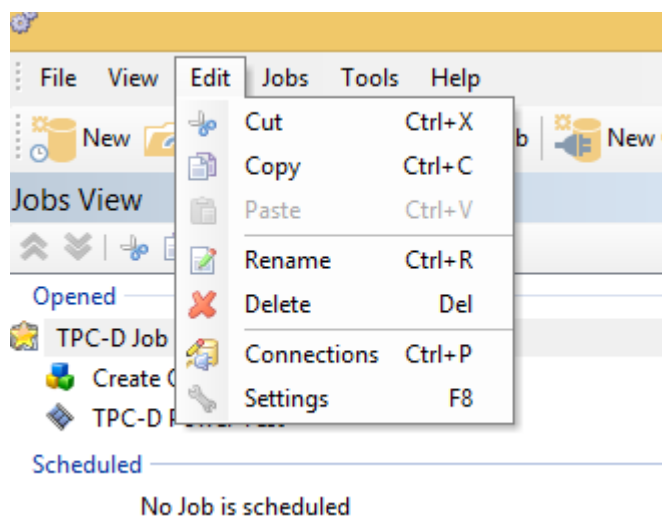 File View Edit Jobs Tools Help
New b New
Jobs View
Cut Ctrl+X
Copy Ctrl+C
Paste Ctrl+V
Rename Ctrl+R
Delete Del
Connections Ctrl+P
Settings F8
Opened
TPC-D Job
Create
TPC-D
Scheduled
No Job is scheduled